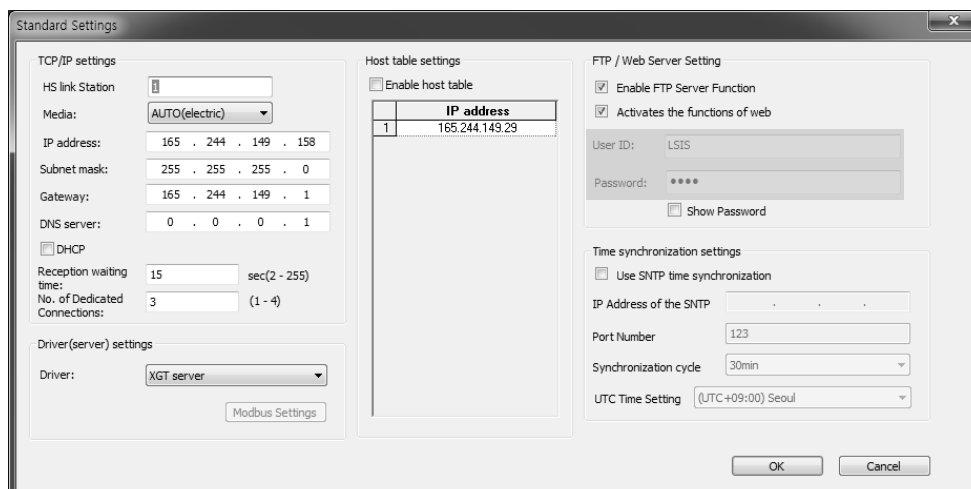 Standard Settings
x
TCP/IP settings
HS link Station 1
Media: AUTO(electric)
IP address: 165 . 244 . 149 . 158
Subnet mask: 255 . 255 . 255 . 0
Gateway: 165 . 244 . 149 . 1
DNS server: 0 . 0 . 0 . 1
DHCP
Reception waiting
time: 15 sec(2 - 255)
No. of Dedicated
Connections: 3 (1 - 4)
Driver(server) settings
Driver: XGT server
Modbus Settings
Host table settings
Enable host table
IP address
1 165.244.149.29
FTP / Web Server Setting
Enable FTP Server Function
Activates the functions of web
User ID: LSIS
Password: ••••
Show Password
Time synchronization settings
Use SNTP time synchronization
IP Address of the SNTP . . .
Port Number 123
Synchronization cycle 30min
UTC Time Setting (UTC+09:00) Seoul
OK Cancel